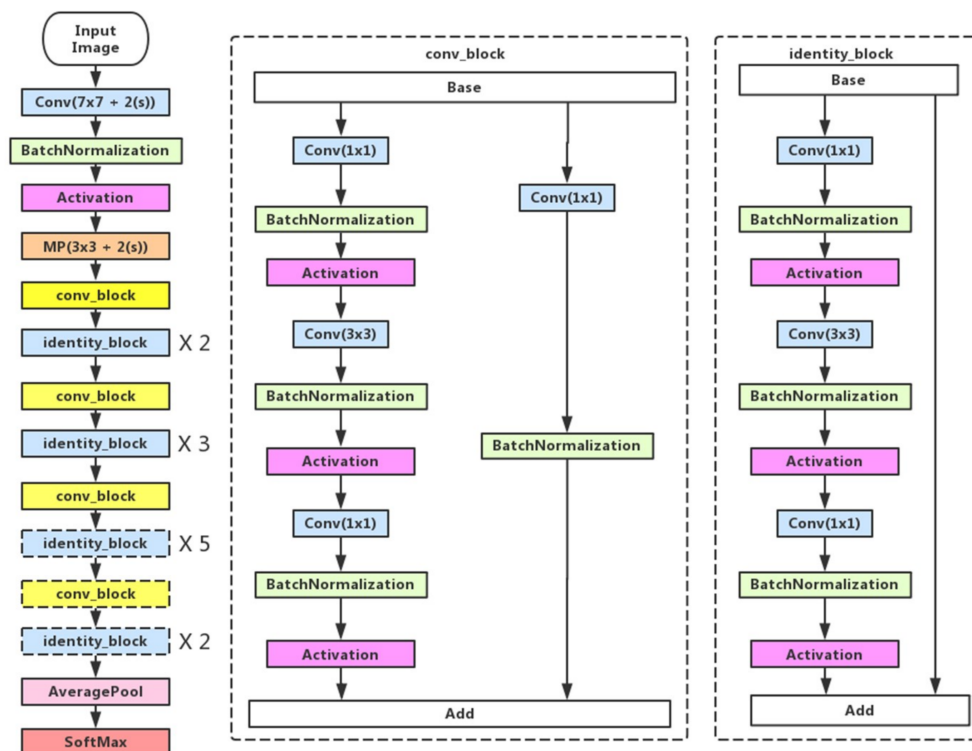 Input
Image
Conv(7x7 + 2(s))
BatchNormalization
Activation
MP(3x3 + 2(s))
conv_block
identity_block X 2
conv_block
identity_block X 3
conv_block
identity_block X 5
conv_block
identity_block X 2
AveragePool
SoftMax
conv_block
Base
Conv(1x1)
BatchNormalization
Activation
Conv(3x3)
BatchNormalization
Activation
Conv(1x1)
BatchNormalization
Activation
Conv(1x1)
BatchNormalization
Add
identity_block
Base
Conv(1x1)
BatchNormalization
Activation
Conv(3x3)
BatchNormalization
Activation
Conv(1x1)
BatchNormalization
Activation
Add